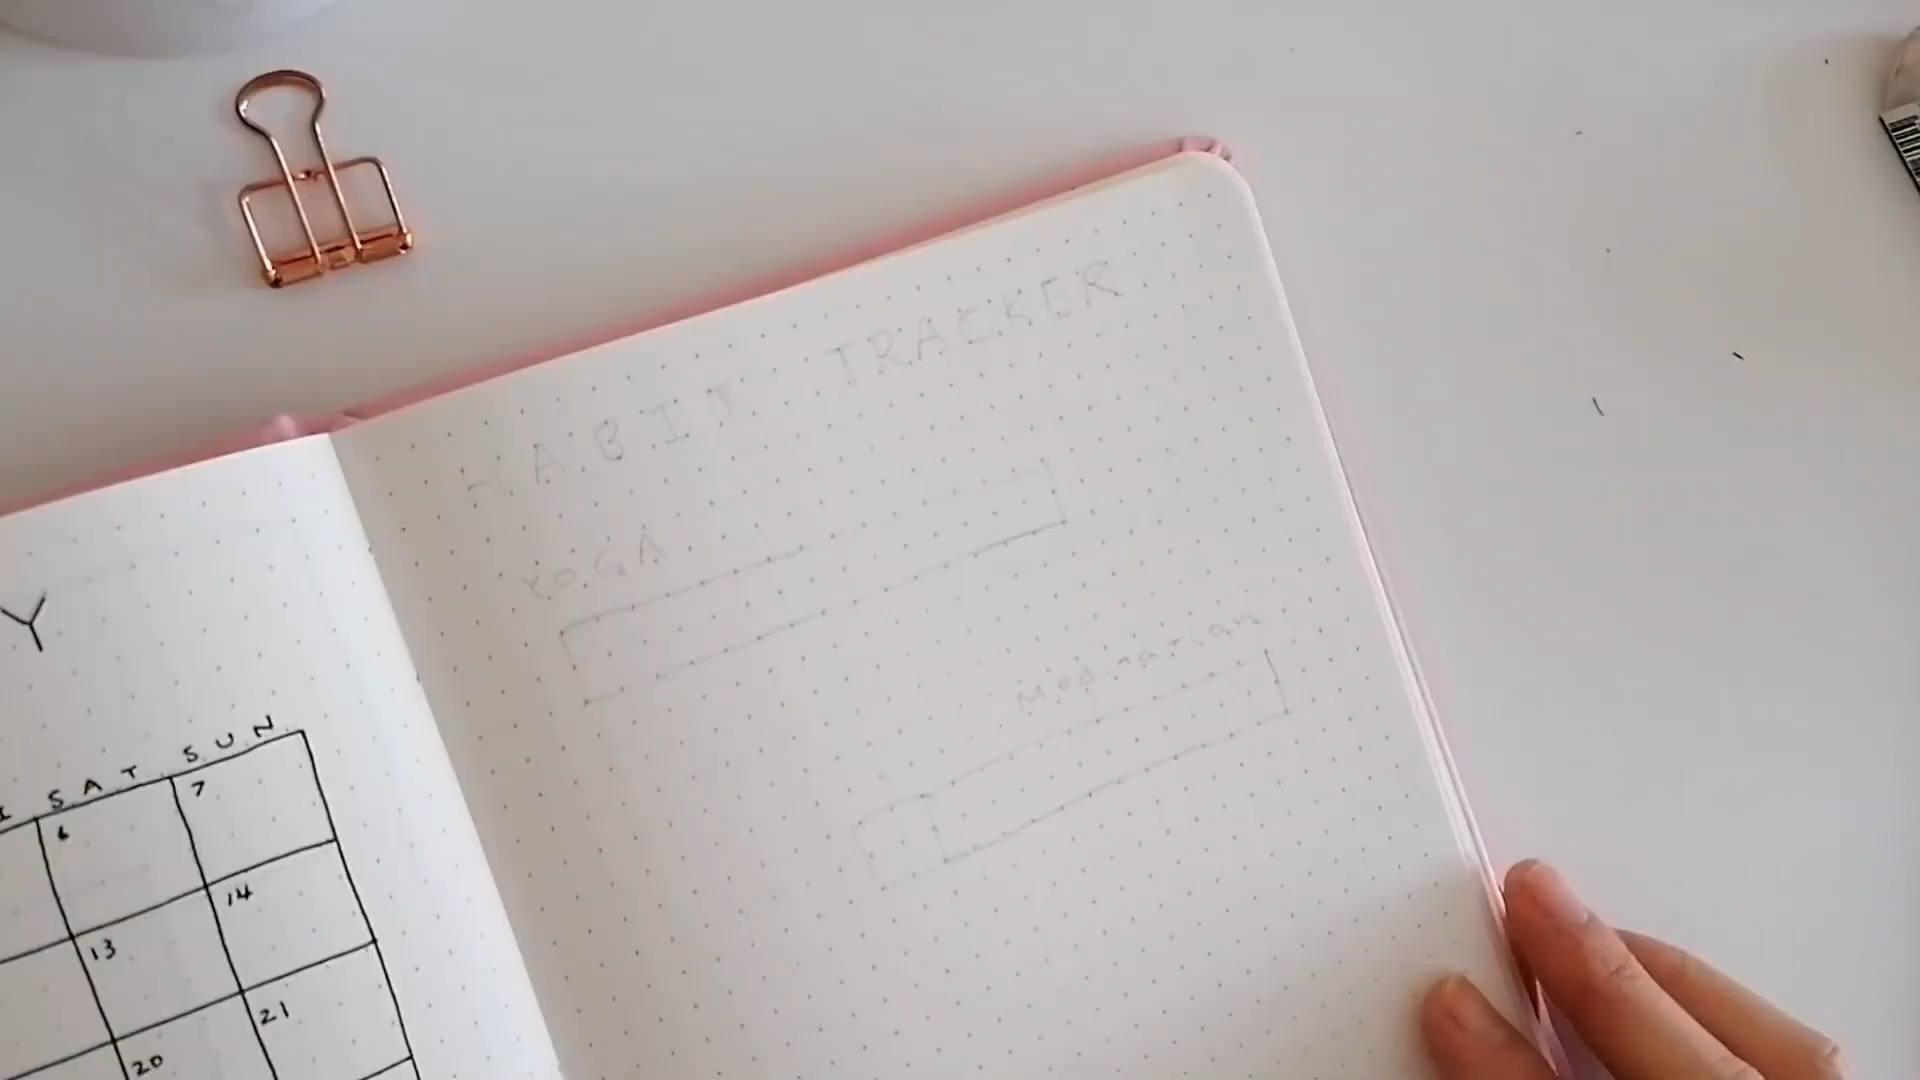 Y
SAT SUN
6 7
13 14
20 21
HABIT TRACKER
YOGA
Meditation